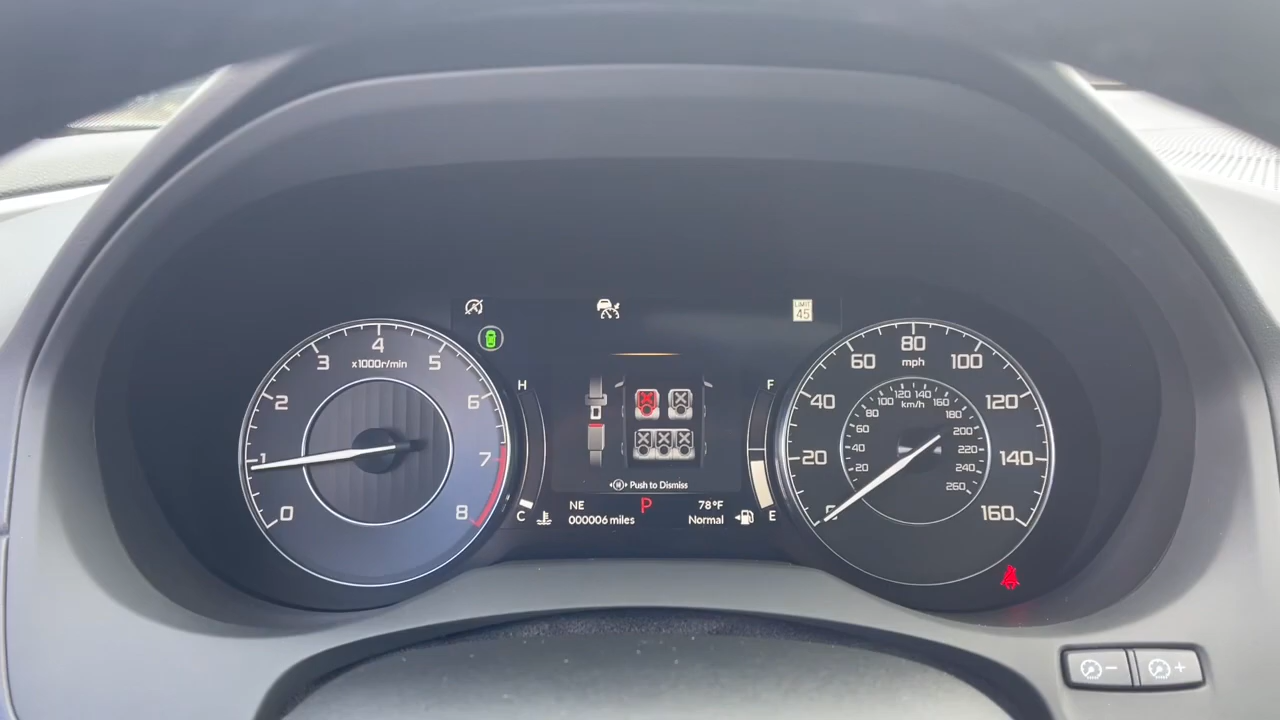 LIMIT
45
0
1
2
3
4
5
6
7
8
x1000r/min
H
C
Push to Dismiss
NE
P
78°F
000006 miles
Normal
F
E
20
40
60
80
100
120
140
160
mph
20
40
60
80
100
120
140
160
180
200
220
240
260
km/h
−
+